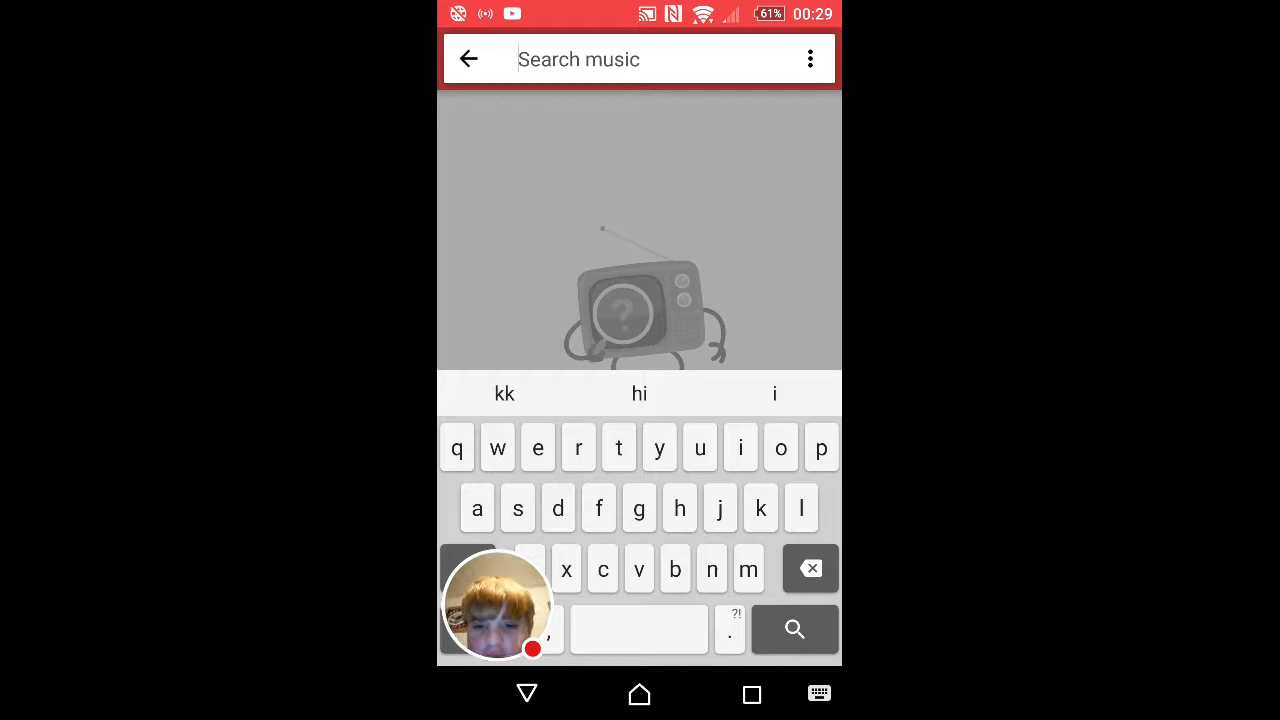 61% 00:29
Search music
?
kk hi i
q w e r t y u i o p
a s d f g h j k l
x c v b n m
, ?! .